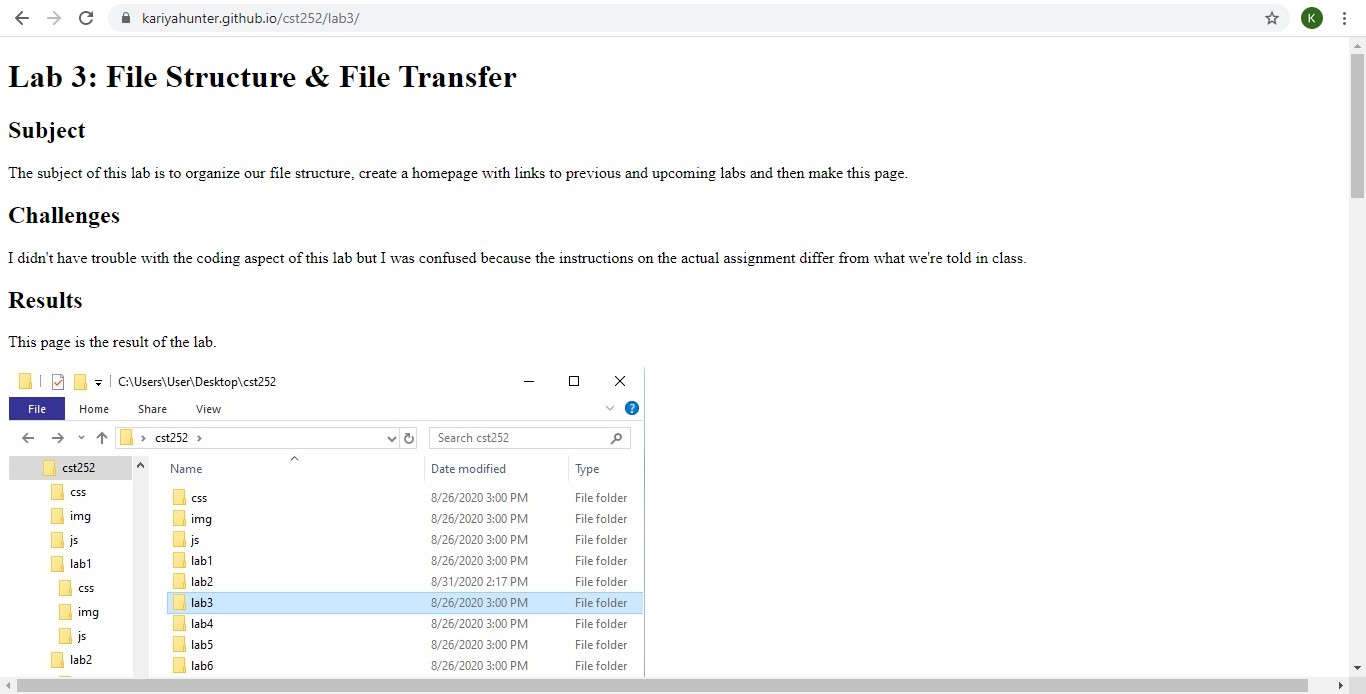 kariyahunter.github.io/cst252/lab3/
K
Lab 3: File Structure & File Transfer
Subject
The subject of this lab is to organize our file structure, create a homepage with links to previous and upcoming labs and then make this page.
Challenges
I didn't have trouble with the coding aspect of this lab but I was confused because the instructions on the actual assignment differ from what we're told in class.
Results
This page is the result of the lab.
C:\Users\User\Desktop\cst252
File Home Share View ?
cst252 Search cst252
cst252
css
img
js
lab1
css
img
js
lab2
Name Date modified Type
css 8/26/2020 3:00 PM File folder
img 8/26/2020 3:00 PM File folder
js 8/26/2020 3:00 PM File folder
lab1 8/26/2020 3:00 PM File folder
lab2 8/31/2020 2:17 PM File folder
lab3 8/26/2020 3:00 PM File folder
lab4 8/26/2020 3:00 PM File folder
lab5 8/26/2020 3:00 PM File folder
lab6 8/26/2020 3:00 PM File folder